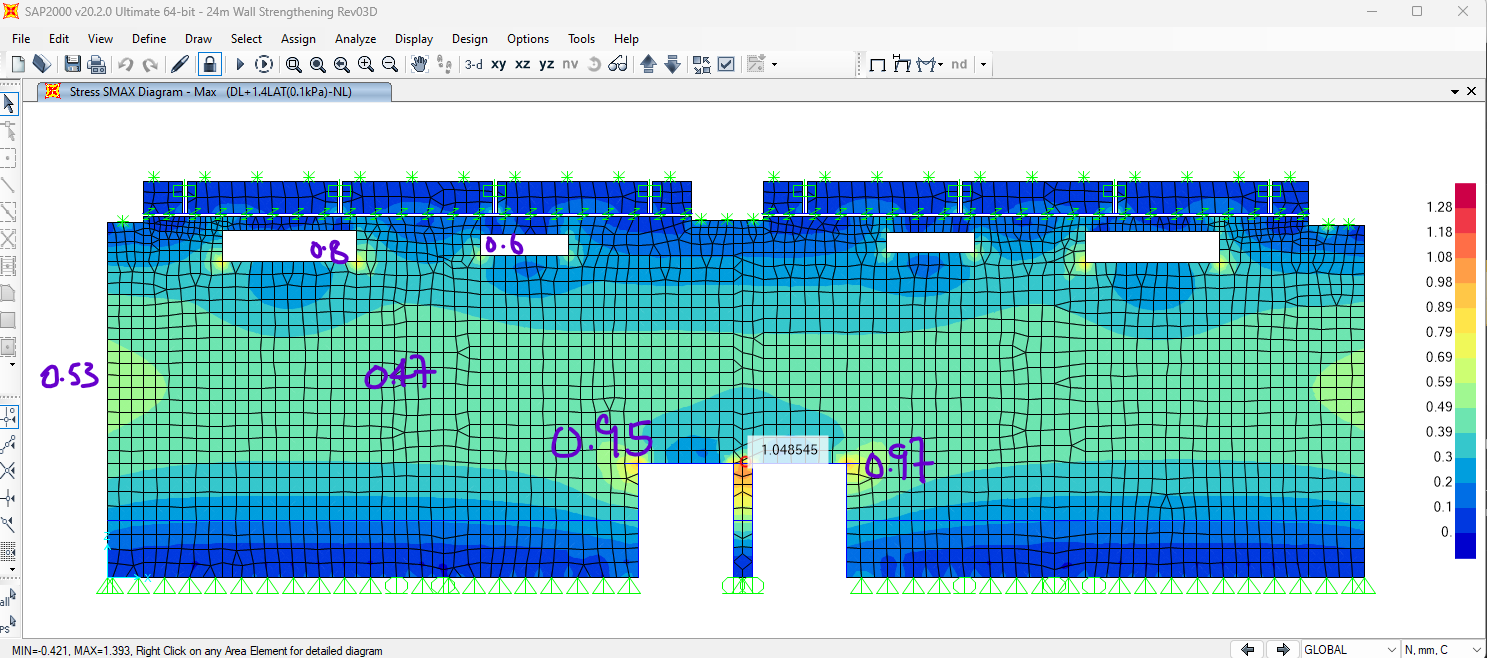 SAP2000 v20.2.0 Ultimate 64-bit - 24m Wall Strengthening Rev03D
File Edit View Define Draw Select Assign Analyze Display Design Options Tools Help
3-d xy xz yz nv nd
Stress SMAX Diagram - Max (DL+1.4LAT(0.1kPa)-NL)
0.8 0.6
0.53 0.47
0.95 1.048545 0.97
1.28
1.18
1.08
0.98
0.89
0.79
0.69
0.59
0.49
0.39
0.3
0.2
0.1
0.
all
PS
MIN=-0.421, MAX=1.393, Right Click on any Area Element for detailed diagram GLOBAL N, mm, C